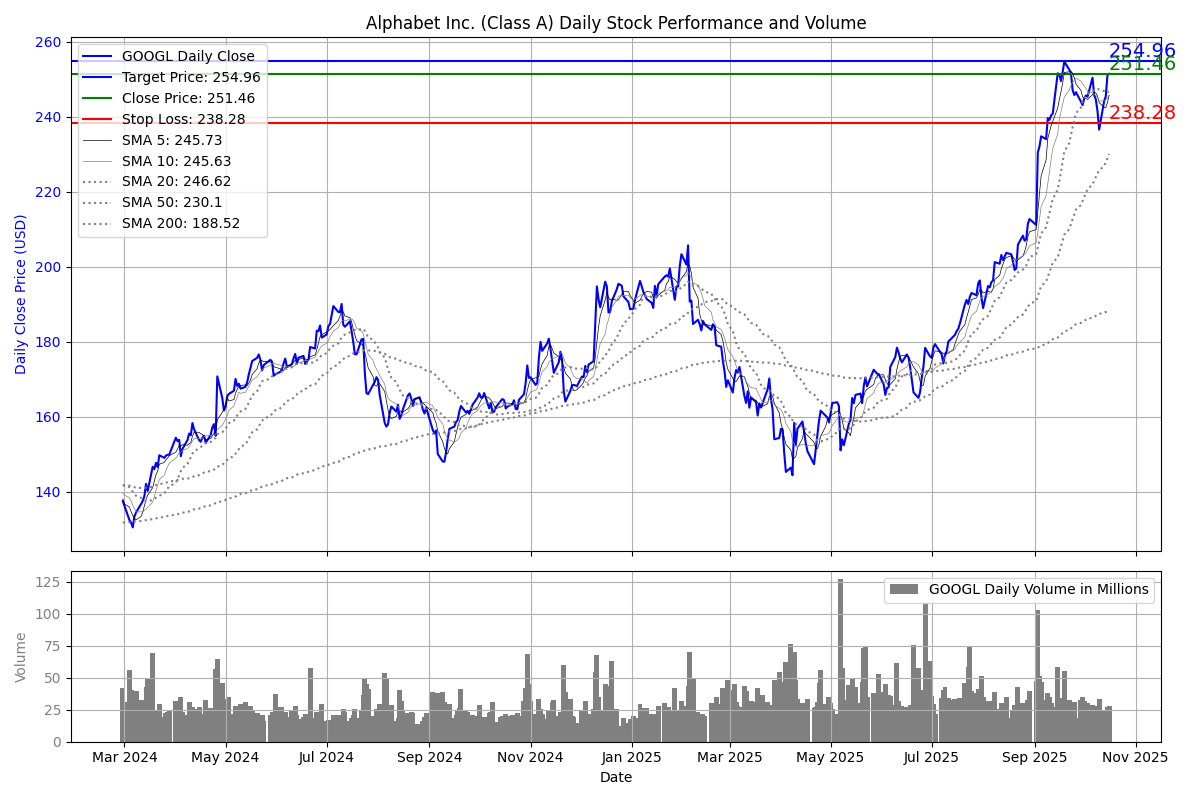 Alphabet Inc. (Class A) Daily Stock Performance and Volume
260
240
220
200
180
160
140
Daily Close Price (USD)
GOOGL Daily Close
Target Price: 254.96
Close Price: 251.46
Stop Loss: 238.28
SMA 5: 245.73
SMA 10: 245.63
SMA 20: 246.62
SMA 50: 230.1
SMA 200: 188.52
254.96
251.46
238.28
125
100
75
50
25
0
Volume
GOOGL Daily Volume in Millions
Mar 2024 May 2024 Jul 2024 Sep 2024 Nov 2024 Jan 2025 Mar 2025 May 2025 Jul 2025 Sep 2025 Nov 2025
Date